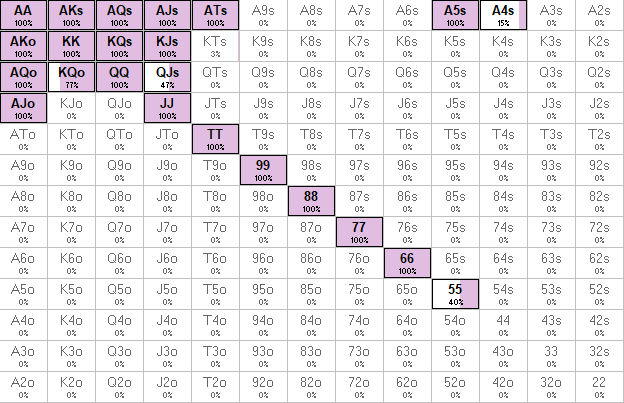 AA AKs AQs AJs ATs A9s A8s A7s A6s A5s A4s A3s A2s
100% 100% 100% 100% 100% 0% 0% 0% 0% 100% 15% 0% 0%
AKo KK KQs KJs KTs K9s K8s K7s K6s K5s K4s K3s K2s
100% 100% 100% 100% 3% 0% 0% 0% 0% 0% 0% 0% 0%
AQo KQo QQ QJs QTs Q9s Q8s Q7s Q6s Q5s Q4s Q3s Q2s
100% 77% 100% 47% 0% 0% 0% 0% 0% 0% 0% 0% 0%
AJo KJo QJo JJ JTs J9s J8s J7s J6s J5s J4s J3s J2s
100% 0% 0% 100% 0% 0% 0% 0% 0% 0% 0% 0% 0%
ATo KTo QTo JTo TT T9s T8s T7s T6s T5s T4s T3s T2s
0% 0% 0% 0% 100% 0% 0% 0% 0% 0% 0% 0% 0%
A9o K9o Q9o J9o T9o 99 98s 97s 96s 95s 94s 93s 92s
0% 0% 0% 0% 0% 100% 0% 0% 0% 0% 0% 0% 0%
A8o K8o Q8o J8o T8o 98o 88 87s 86s 85s 84s 83s 82s
0% 0% 0% 0% 0% 0% 100% 0% 0% 0% 0% 0% 0%
A7o K7o Q7o J7o T7o 97o 87o 77 76s 75s 74s 73s 72s
0% 0% 0% 0% 0% 0% 0% 100% 0% 0% 0% 0% 0%
A6o K6o Q6o J6o T6o 96o 86o 76o 66 65s 64s 63s 62s
0% 0% 0% 0% 0% 0% 0% 0% 100% 0% 0% 0% 0%
A5o K5o Q5o J5o T5o 95o 85o 75o 65o 55 54s 53s 52s
0% 0% 0% 0% 0% 0% 0% 0% 0% 40% 0% 0% 0%
A4o K4o Q4o J4o T4o 94o 84o 74o 64o 54o 44 43s 42s
0% 0% 0% 0% 0% 0% 0% 0% 0% 0% 0% 0% 0%
A3o K3o Q3o J3o T3o 93o 83o 73o 63o 53o 43o 33 32s
0% 0% 0% 0% 0% 0% 0% 0% 0% 0% 0% 0% 0%
A2o K2o Q2o J2o T2o 92o 82o 72o 62o 52o 42o 32o 22
0% 0% 0% 0% 0% 0% 0% 0% 0% 0% 0% 0% 0%